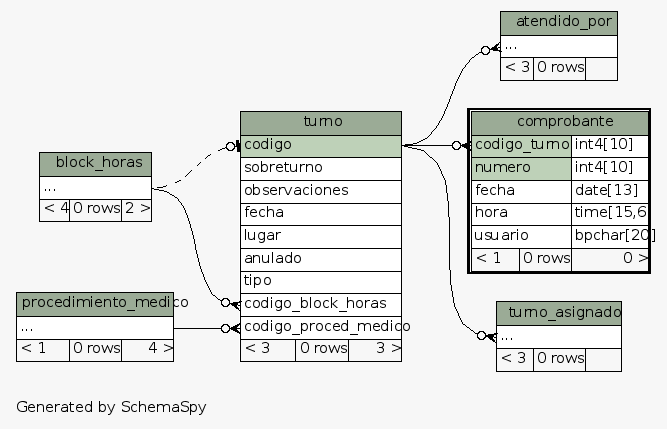 atendido_por
...
< 3 0 rows
turno
codigo
sobreturno
observaciones
fecha
lugar
anulado
tipo
codigo_block_horas
codigo_proced_medico
< 3 0 rows 3 >
comprobante
codigo_turno int4[10]
numero int4[10]
fecha date[13]
hora time[15,6
usuario bpchar[20]
< 1 0 rows 0 >
block_horas
...
< 4 0 rows 2 >
procedimiento_medico
...
< 1 0 rows 4 >
turno_asignado
...
< 3 0 rows
Generated by SchemaSpy